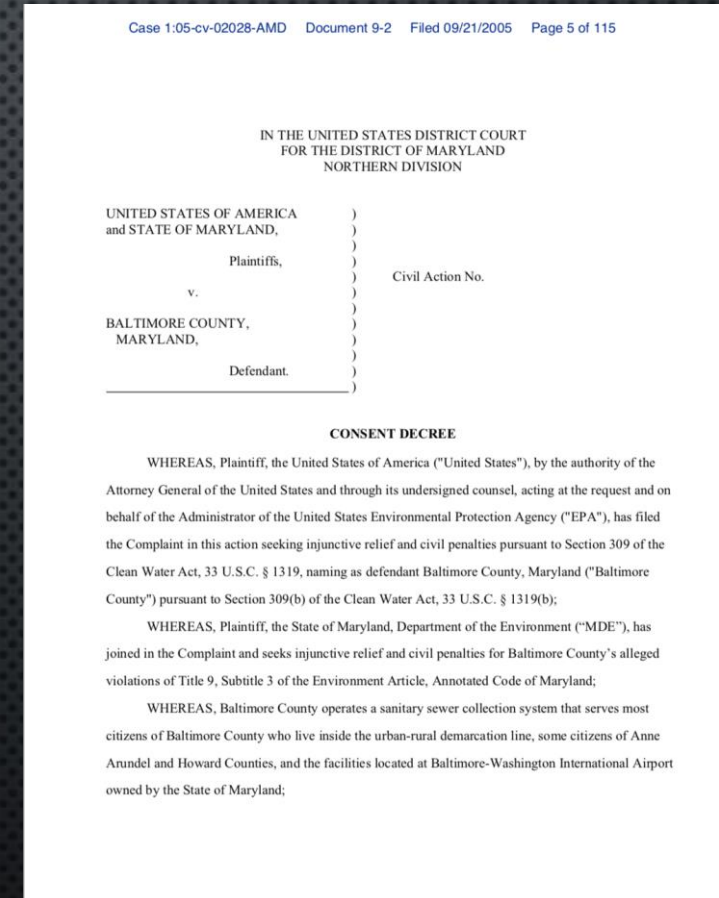 Case 1:05-cv-02028-AMD Document 9-2 Filed 09/21/2005 Page 5 of 115
IN THE UNITED STATES DISTRICT COURT
FOR THE DISTRICT OF MARYLAND
NORTHERN DIVISION
UNITED STATES OF AMERICA )
and STATE OF MARYLAND, )
)
Plaintiffs, )
) Civil Action No.
v. )
)
BALTIMORE COUNTY, )
MARYLAND, )
)
Defendant. )
)
CONSENT DECREE
WHEREAS, Plaintiff, the United States of America ("United States"), by the authority of the
Attorney General of the United States and through its undersigned counsel, acting at the request and on
behalf of the Administrator of the United States Environmental Protection Agency ("EPA"), has filed
the Complaint in this action seeking injunctive relief and civil penalties pursuant to Section 309 of the
Clean Water Act, 33 U.S.C. § 1319, naming as defendant Baltimore County, Maryland ("Baltimore
County") pursuant to Section 309(b) of the Clean Water Act, 33 U.S.C. § 1319(b);
WHEREAS, Plaintiff, the State of Maryland, Department of the Environment (“MDE”), has
joined in the Complaint and seeks injunctive relief and civil penalties for Baltimore County’s alleged
violations of Title 9, Subtitle 3 of the Environment Article, Annotated Code of Maryland;
WHEREAS, Baltimore County operates a sanitary sewer collection system that serves most
citizens of Baltimore County who live inside the urban-rural demarcation line, some citizens of Anne
Arundel and Howard Counties, and the facilities located at Baltimore-Washington International Airport
owned by the State of Maryland;